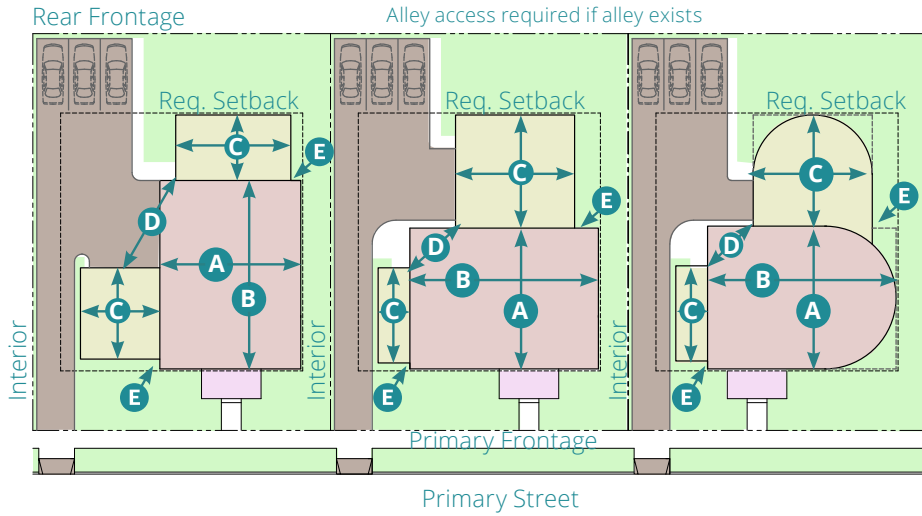 Rear Frontage
Alley access required if alley exists
Req. Setback
Req. Setback
Req. Setback
C
E
C
E
C
E
D
D
D
A
B
B
A
B
A
C
C
C
E
E
E
Interior
Interior
Interior
Primary Frontage
Primary Street